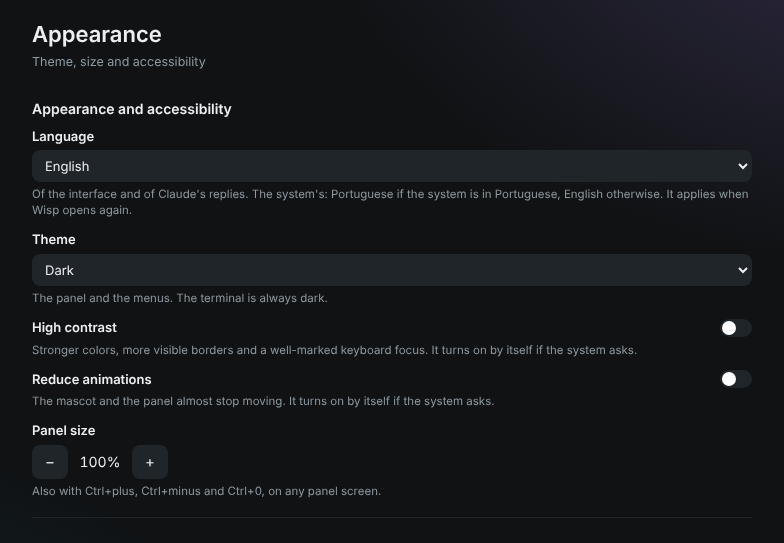 Appearance
Theme, size and accessibility
Appearance and accessibility
Language
English
Of the interface and of Claude's replies. The system's: Portuguese if the system is in Portuguese, English otherwise. It applies when
Wisp opens again.
Theme
Dark
The panel and the menus. The terminal is always dark.
High contrast
Stronger colors, more visible borders and a well-marked keyboard focus. It turns on by itself if the system asks.
Reduce animations
The mascot and the panel almost stop moving. It turns on by itself if the system asks.
Panel size
− 100% +
Also with Ctrl+plus, Ctrl+minus and Ctrl+0, on any panel screen.